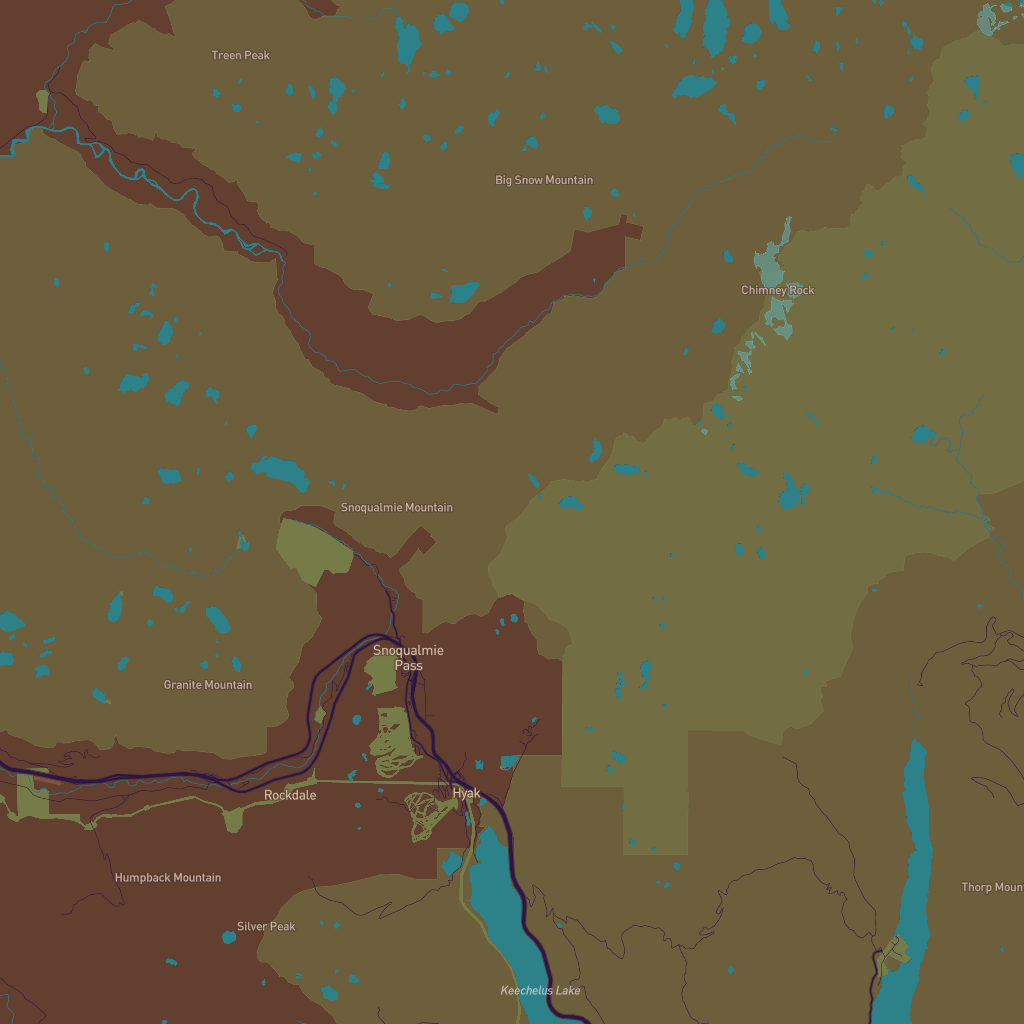 Treen Peak
Big Snow Mountain
Chimney Rock
Snoqualmie Mountain
Snoqualmie
Pass
Granite Mountain
Rockdale
Hyak
Humpback Mountain
Thorp Moun
Silver Peak
Keechelus Lake